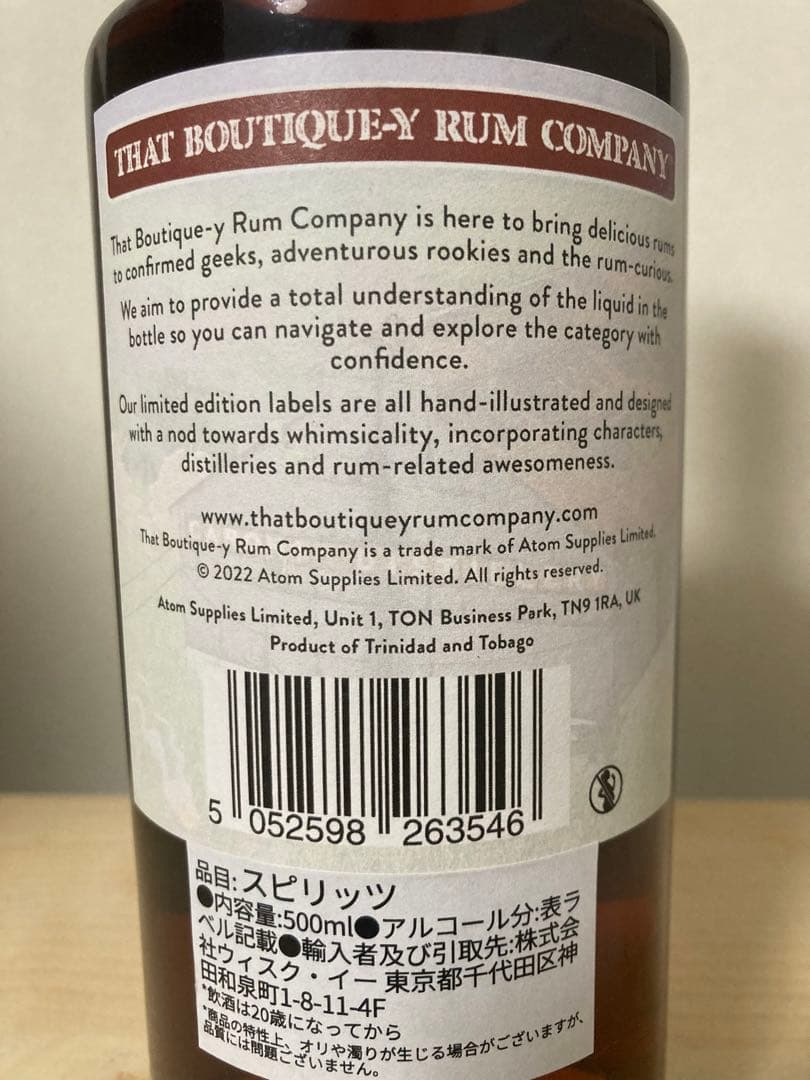 THAT BOUTIQUE-Y RUM COMPANY
That Boutique-y Rum Company is here to bring delicious rums
to confirmed geeks, adventurous rookies and the rum-curious.
We aim to provide a total understanding of the liquid in the
bottle so you can navigate and explore the category with
confidence.
Our limited edition labels are all hand-illustrated and designed
with a nod towards whimsicality, incorporating characters,
distilleries and rum-related awesomeness.
www.thatboutiqueyrumcompany.com
That Boutique-y Rum Company is a trade mark of Atom Supplies Limited.
© 2022 Atom Supplies Limited. All rights reserved.
Atom Supplies Limited, Unit 1, TON Business Park, TN9 1RA, UK
Product of Trinidad and Tobago
5 052598 263546
品目:スピリッツ
●内容量:500ml●アルコール分:表ラ
ベル記載●輸入者及び引取先:株式会
社ウィスク・イー 東京都千代田区神
田和泉町1-8-11-4F
*飲酒は20歳になってから
*商品の特性上、オリや濁りが生じる場合がございますが、
品質には問題ございません。